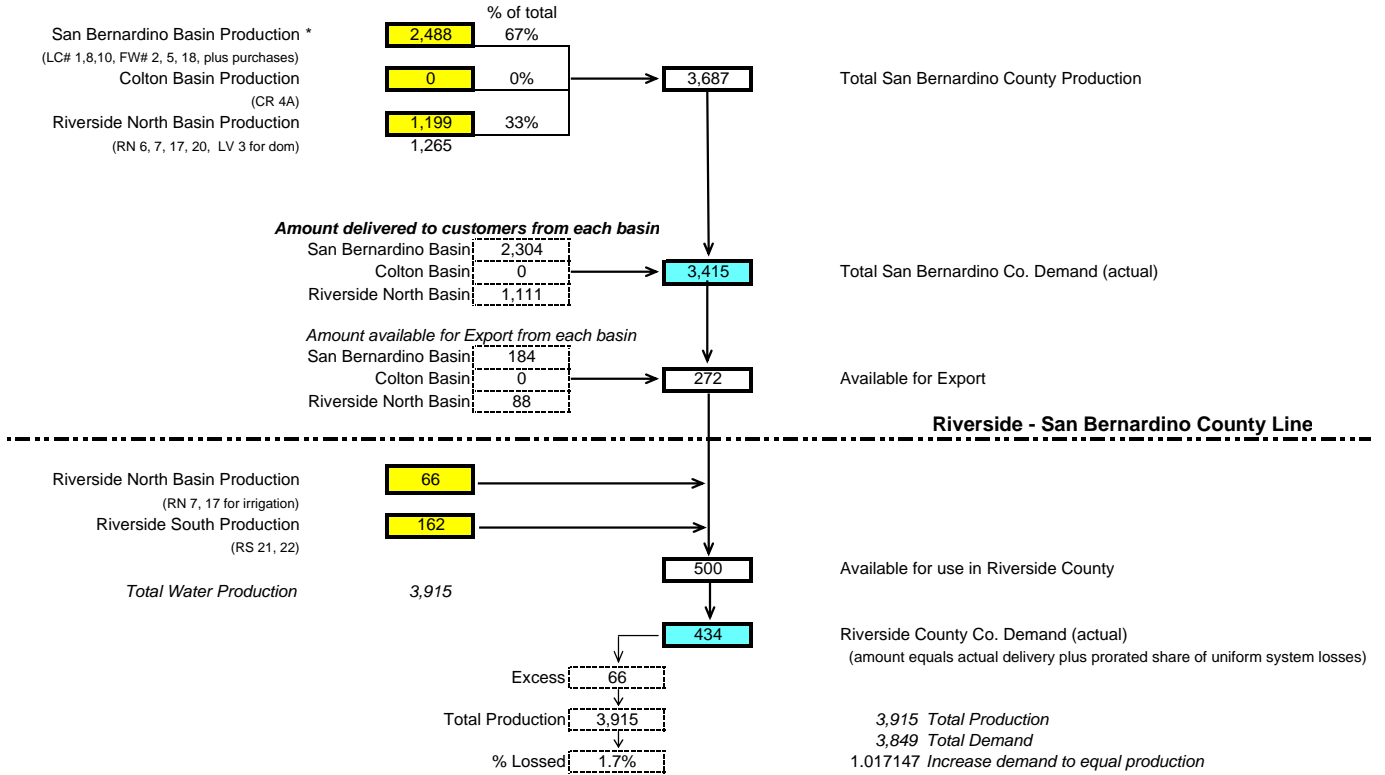 % of total
San Bernardino Basin Production * 2,488 67%
(LC# 1,8,10, FW# 2, 5, 18, plus purchases)
Colton Basin Production 0 0% 3,687 Total San Bernardino County Production
(CR 4A)
Riverside North Basin Production 1,199 33%
(RN 6, 7, 17, 20, LV 3 for dom) 1,265
Amount delivered to customers from each basin
San Bernardino Basin 2,304
Colton Basin 0 3,415 Total San Bernardino Co. Demand (actual)
Riverside North Basin 1,111
Amount available for Export from each basin
San Bernardino Basin 184
Colton Basin 0 272 Available for Export
Riverside North Basin 88
Riverside - San Bernardino County Line
Riverside North Basin Production 66
(RN 7, 17 for irrigation)
Riverside South Production 162
(RS 21, 22)
500 Available for use in Riverside County
Total Water Production 3,915
434 Riverside County Co. Demand (actual)
(amount equals actual delivery plus prorated share of uniform system losses)
Excess 66
Total Production 3,915 3,915 Total Production
3,849 Total Demand
% Lossed 1.7% 1.017147 Increase demand to equal production